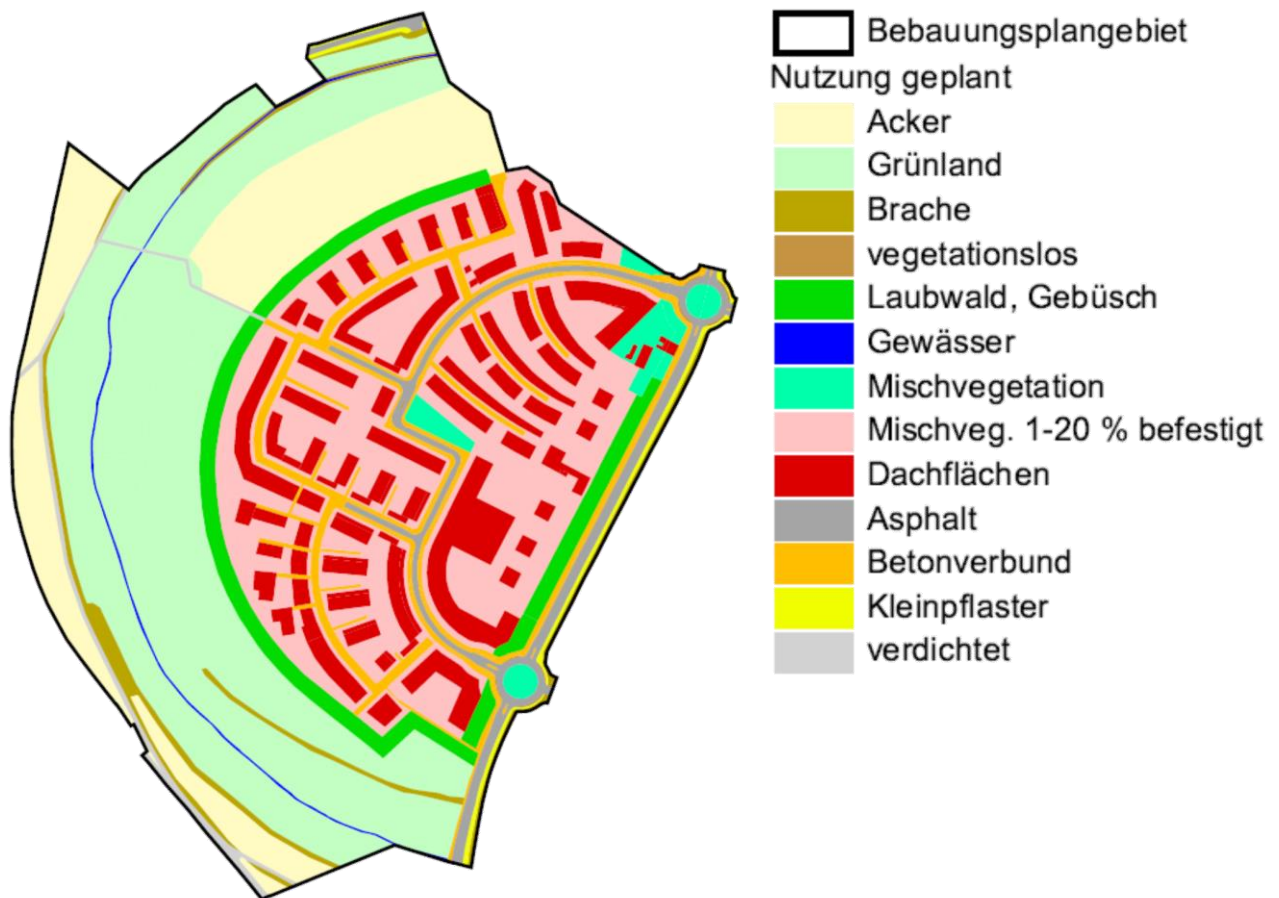 Bebauungsplangebiet
Nutzung geplant
Acker
Grünland
Brache
vegetationslos
Laubwald, Gebüsch
Gewässer
Mischvegetation
Mischveg. 1-20 % befestigt
Dachflächen
Asphalt
Betonverbund
Kleinpflaster
verdichtet